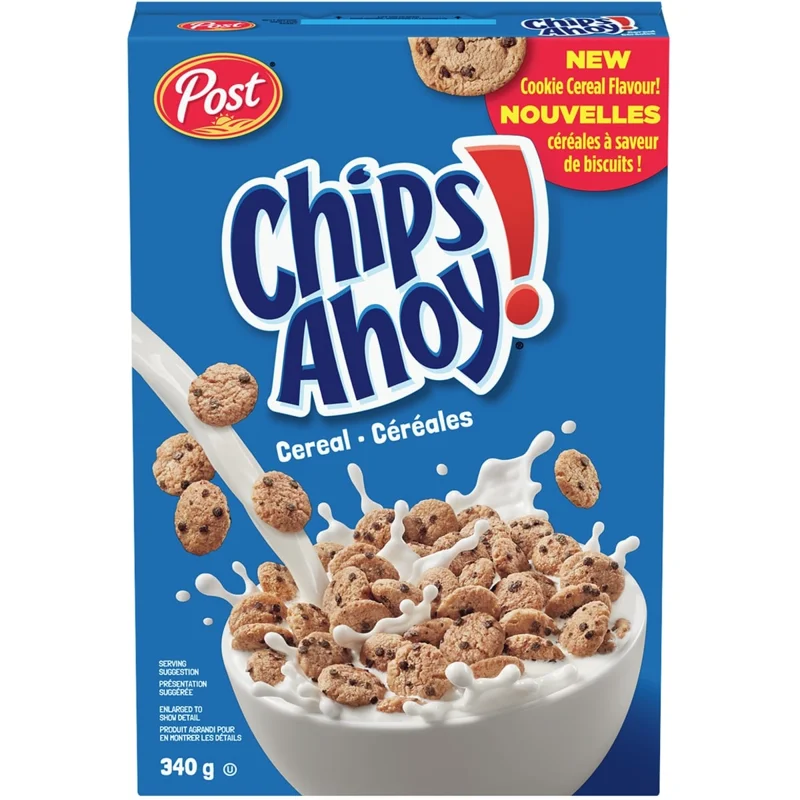 Post
Chips
Ahoy!
NEW
Cookie Cereal Flavour!
NOUVELLES
céréales à saveur
de biscuits !
Post
Chips
Ahoy!
Cereal • Céréales
SERVING
SUGGESTION
PRÉSENTATION
SUGGÉRÉE
ENLARGED TO
SHOW DETAIL
PRODUIT AGRANDI POUR
EN MONTRER LES DÉTAILS
340 g